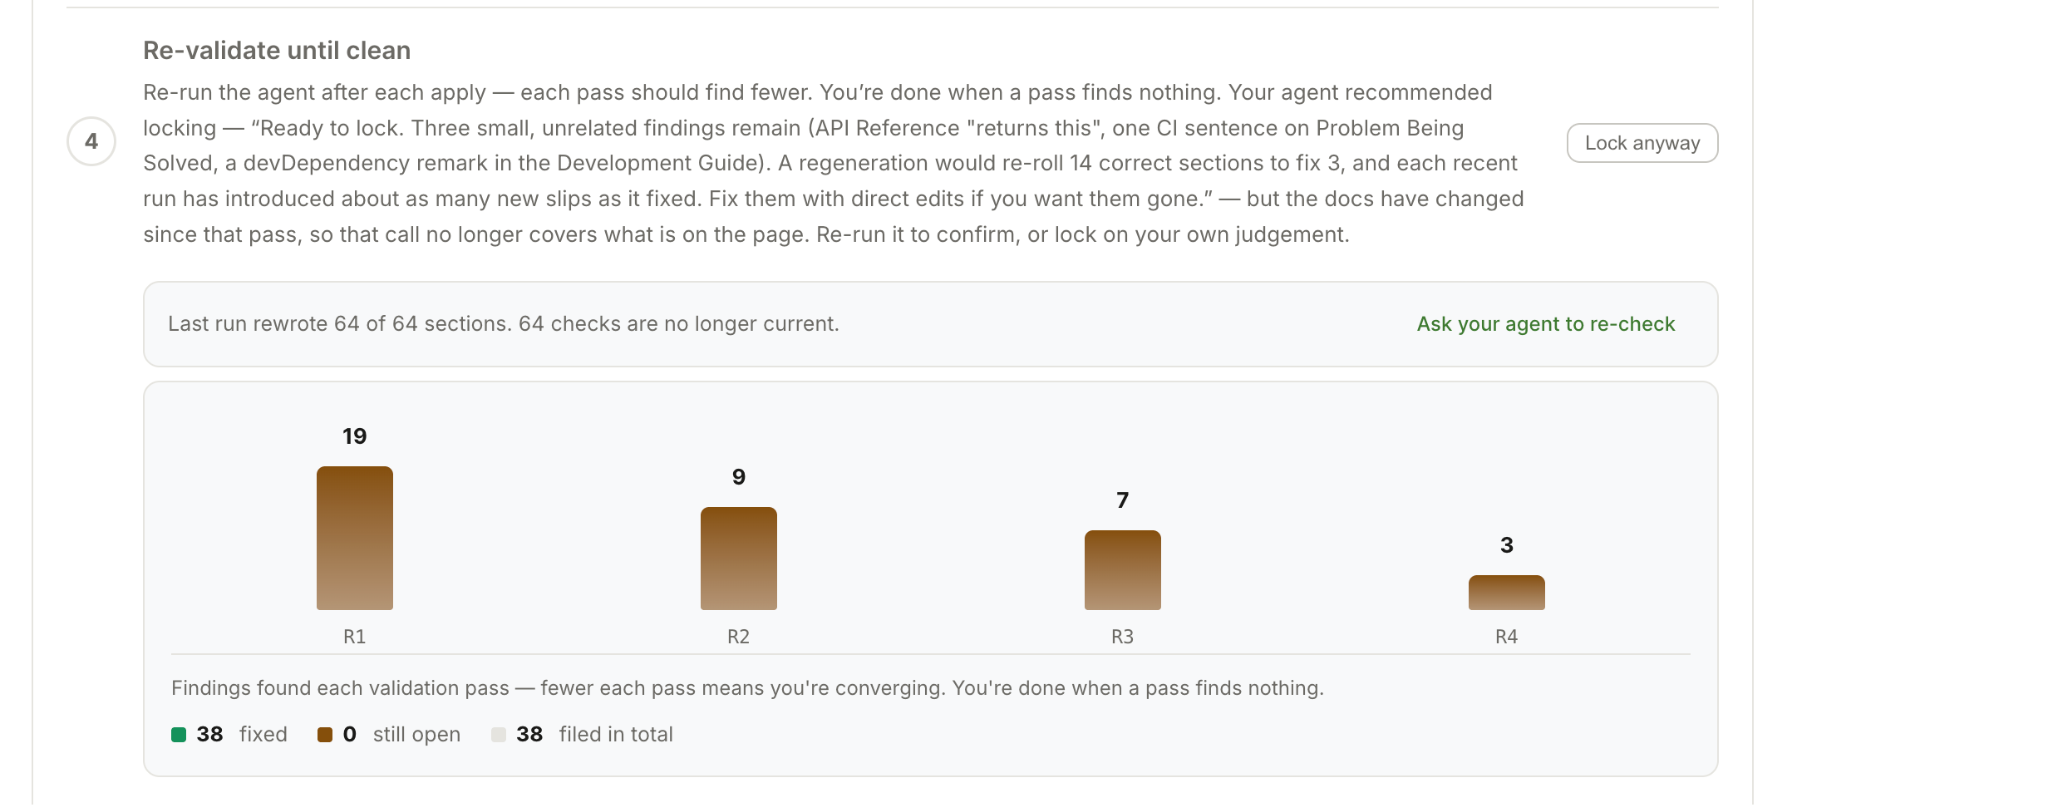 Re-validate until clean
Re-run the agent after each apply — each pass should find fewer. You’re done when a pass finds nothing. Your agent recommended
4
locking — “Ready to lock. Three small, unrelated findings remain (API Reference "returns this", one CI sentence on Problem Being
Lock anyway
Solved, a devDependency remark in the Development Guide). A regeneration would re-roll 14 correct sections to fix 3, and each recent
run has introduced about as many new slips as it fixed. Fix them with direct edits if you want them gone.” — but the docs have changed
since that pass, so that call no longer covers what is on the page. Re-run it to confirm, or lock on your own judgement.
Last run rewrote 64 of 64 sections. 64 checks are no longer current.
Ask your agent to re-check
19
9
7
3
R1
R2
R3
R4
Findings found each validation pass — fewer each pass means you're converging. You're done when a pass finds nothing.
38 fixed 0 still open 38 filed in total